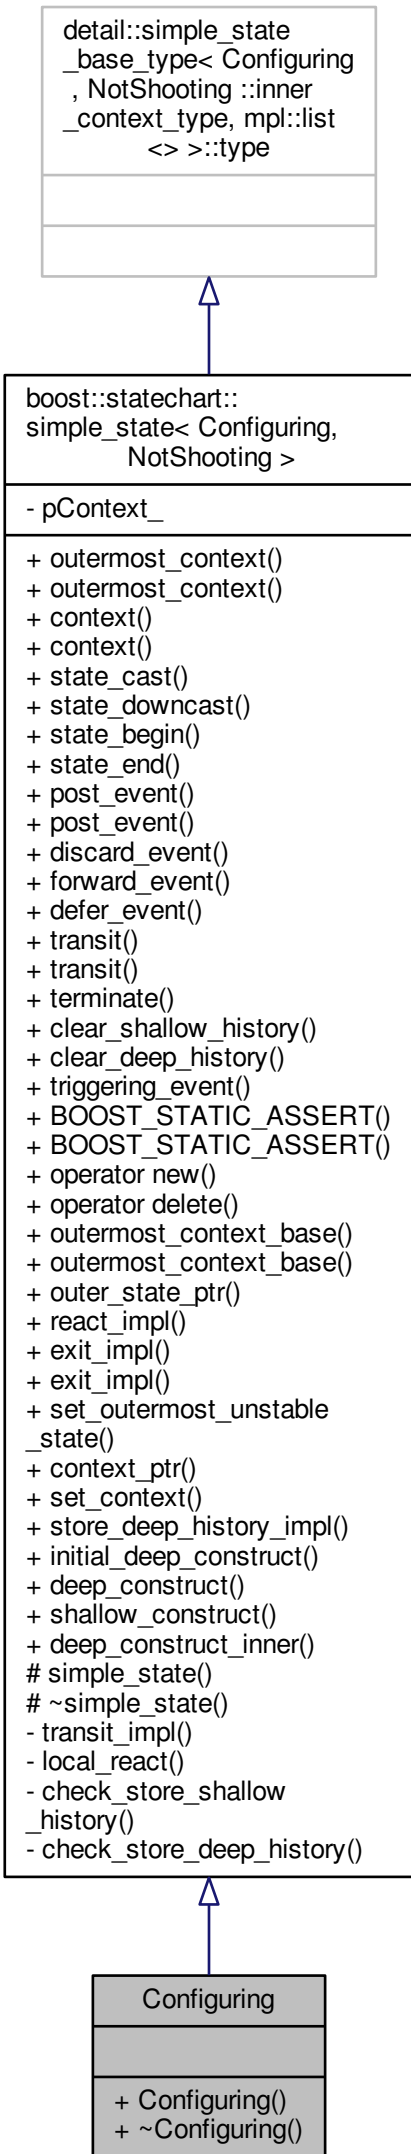 detail::simple_state
_base_type< Configuring
, NotShooting ::inner
_context_type, mpl::list
<> >::type
boost::statechart::
simple_state< Configuring,
NotShooting >
- pContext_
+ outermost_context()
+ outermost_context()
+ context()
+ context()
+ state_cast()
+ state_downcast()
+ state_begin()
+ state_end()
+ post_event()
+ post_event()
+ discard_event()
+ forward_event()
+ defer_event()
+ transit()
+ transit()
+ terminate()
+ clear_shallow_history()
+ clear_deep_history()
+ triggering_event()
+ BOOST_STATIC_ASSERT()
+ BOOST_STATIC_ASSERT()
+ operator new()
+ operator delete()
+ outermost_context_base()
+ outermost_context_base()
+ outer_state_ptr()
+ react_impl()
+ exit_impl()
+ exit_impl()
+ set_outermost_unstable
_state()
+ context_ptr()
+ set_context()
+ store_deep_history_impl()
+ initial_deep_construct()
+ deep_construct()
+ shallow_construct()
+ deep_construct_inner()
# simple_state()
# ~simple_state()
- transit_impl()
- local_react()
- check_store_shallow
_history()
- check_store_deep_history()
Configuring
+ Configuring()
+ ~Configuring()